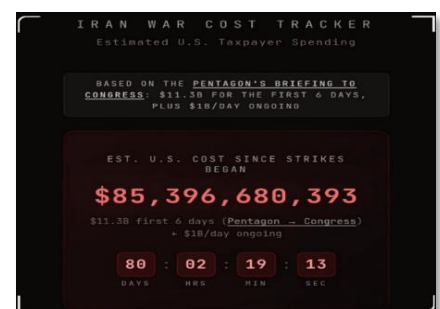 IRAN WAR COST TRACKER
Estimated U.S. Taxpayer Spending
BASED ON THE PENTAGON'S BRIEFING TO
CONGRESS: $11.3B FOR THE FIRST 6 DAYS,
PLUS $1B/DAY ONGOING
EST. U.S. COST SINCE STRIKES
BEGAN
$85,396,680,393
$11.3B first 6 days (Pentagon → Congress)
+ $1B/day ongoing
80 : 02 : 19 : 13
DAYS HRS MIN SEC